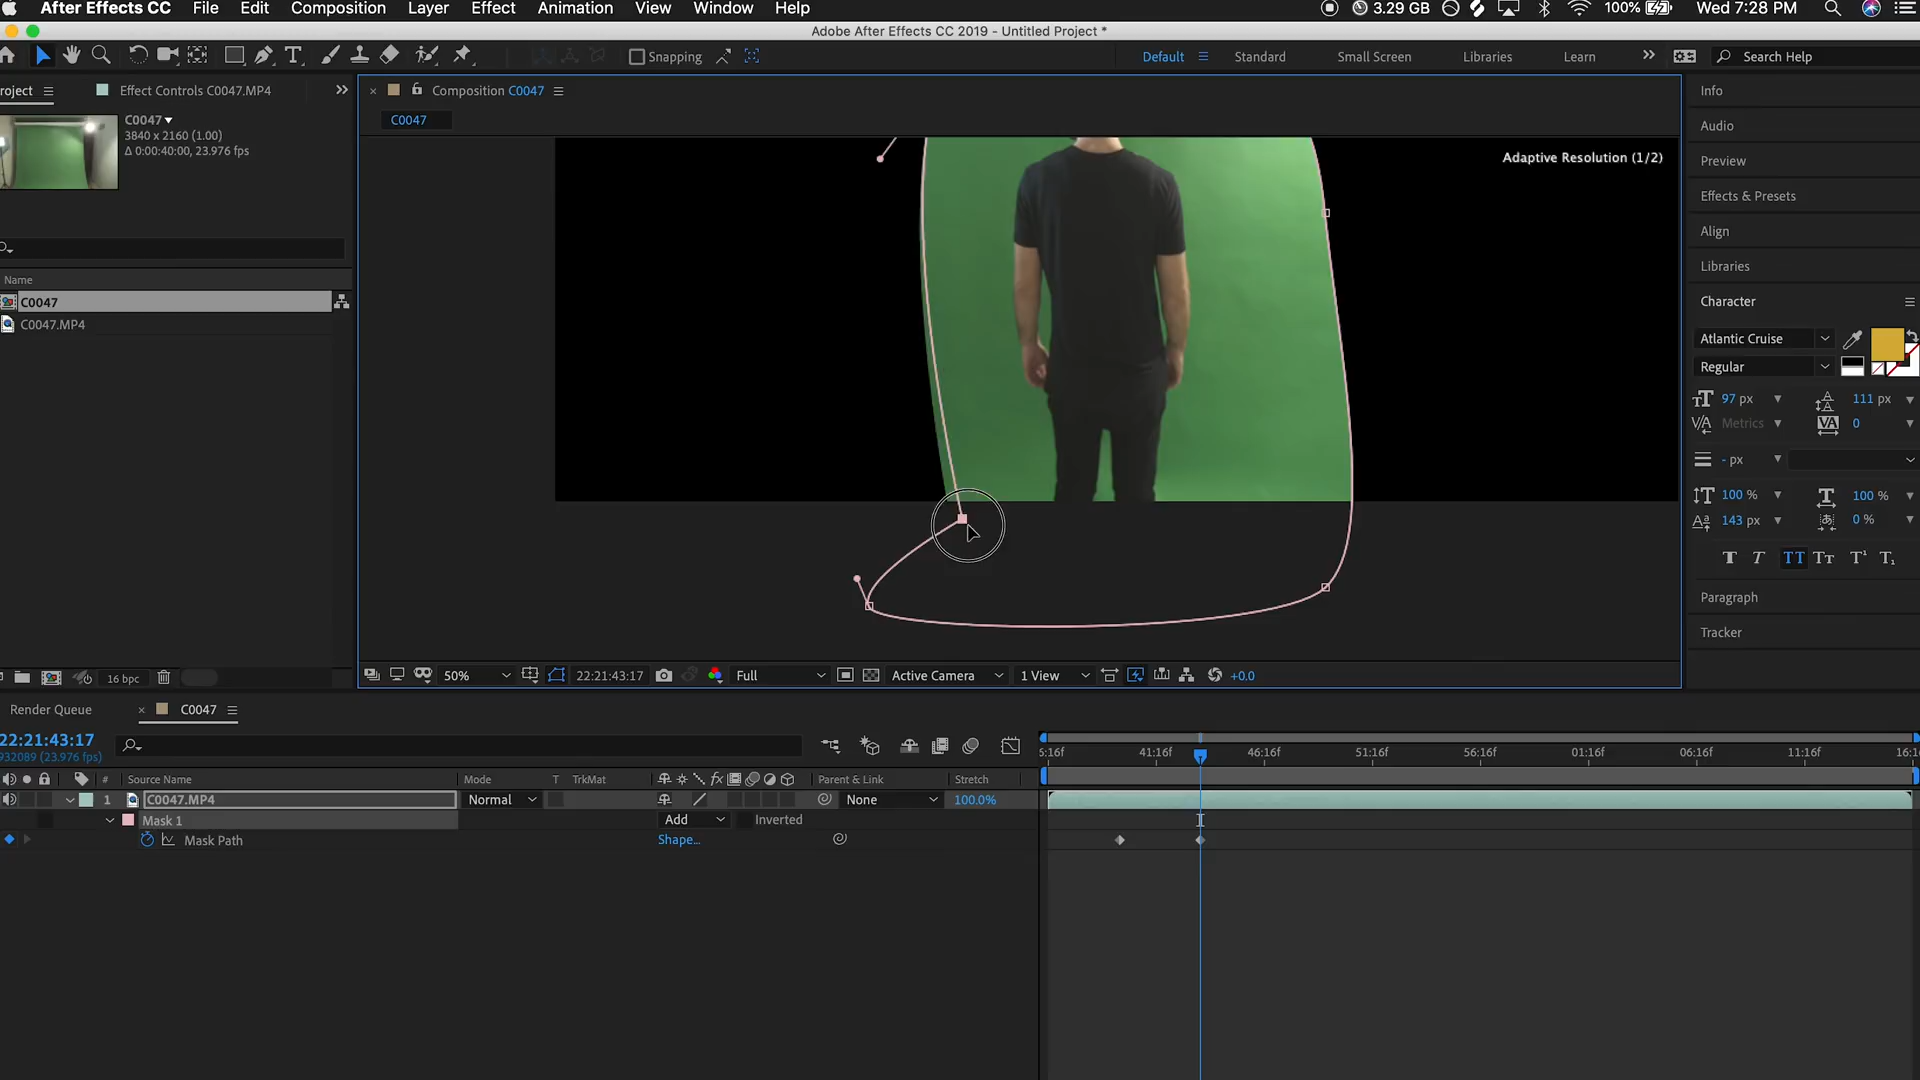 After Effects CC File Edit Composition Layer Effect Animation View Window Help 3.29 GB 100% Wed 7:28 PM
Adobe After Effects CC 2019 - Untitled Project *
Snapping Default Standard Small Screen Libraries Learn Search Help
roject Effect Controls C0047.MP4
Composition C0047
C0047
3840 x 2160 (1.00)
Δ 0:00:40:00, 23.976 fps
C0047
Adaptive Resolution (1/2)
Name
C0047
C0047.MP4
16 bpc
50% 22:21:43:17 Full Active Camera 1 View +0.0
Info
Audio
Preview
Effects & Presets
Align
Libraries
Character
Atlantic Cruise
Regular
97 px 111 px
Metrics 0
- px
100 % 100 %
143 px 0 %
T T TT Tт T¹ T₁
Paragraph
Tracker
Render Queue C0047
22:21:43:17
932089 (23.976 fps)
5:16f 41:16f 46:16f 51:16f 56:16f 01:16f 06:16f 11:16f 16:1
# Source Name Mode T TrkMat Parent & Link Stretch
1 C0047.MP4 Normal None 100.0%
Mask 1 Add Inverted
Mask Path Shape...